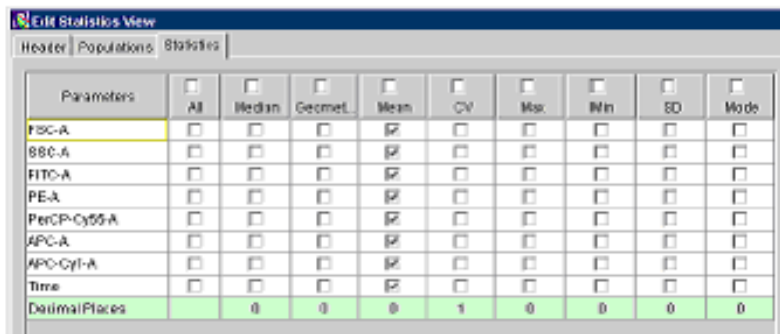 Edit Statistics View
Header Populations Statistics
Parameters All Median Geomet... Mean CV Max Min SD Mode
FSC-A
SSC-A
FITC-A
PE-A
PerCP-Cy55-A
APC-A
APC-Cy7-A
Time
Decimal Places 0 0 0 1 0 0 0 0